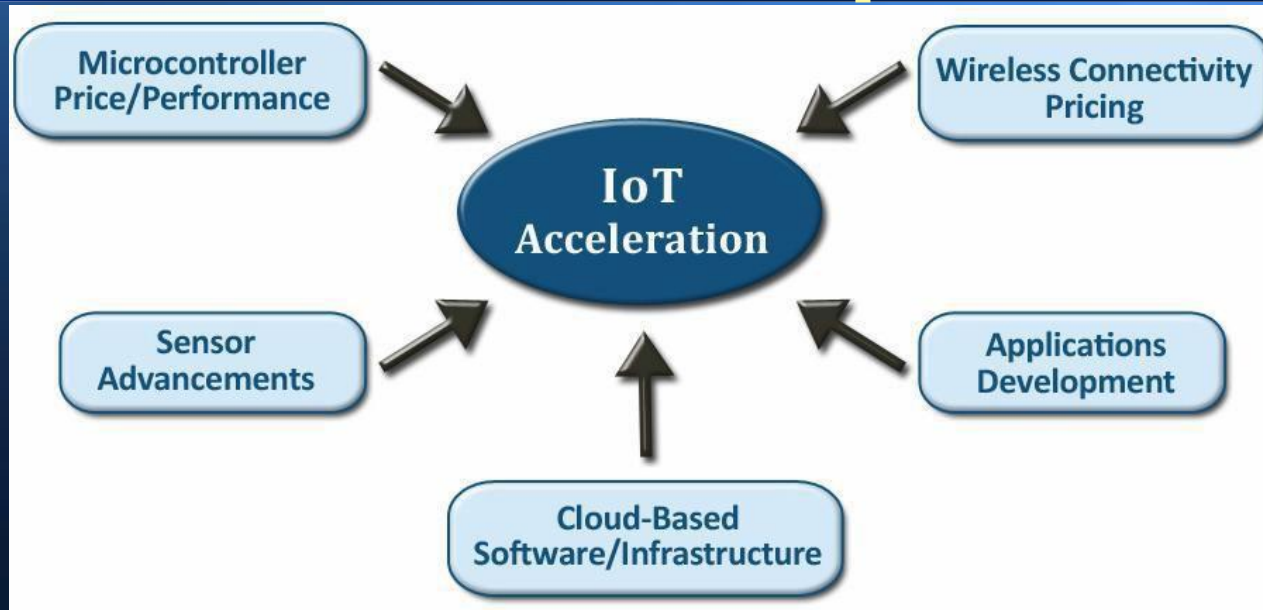 Microcontroller
Price/Performance
Wireless Connectivity
Pricing
IoT
Acceleration
Sensor
Advancements
Applications
Development
Cloud-Based
Software/Infrastructure